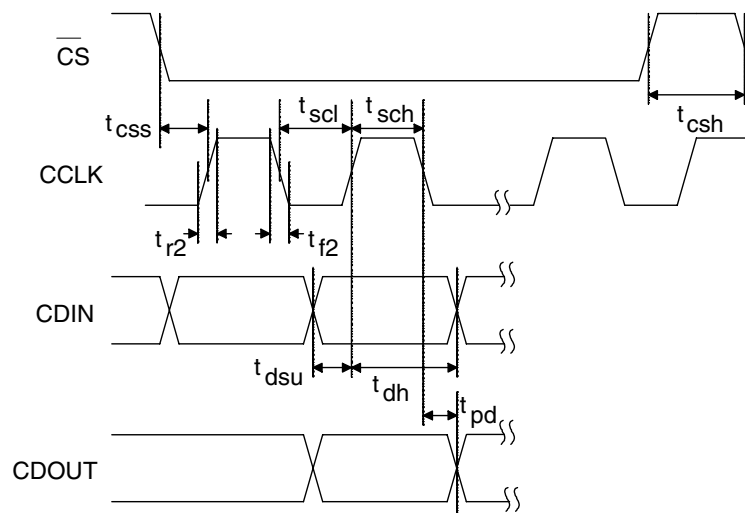 CS
t css
t scl
t sch
t csh
CCLK
t r2
t f2
CDIN
t dsu
t dh
t pd
CDOUT